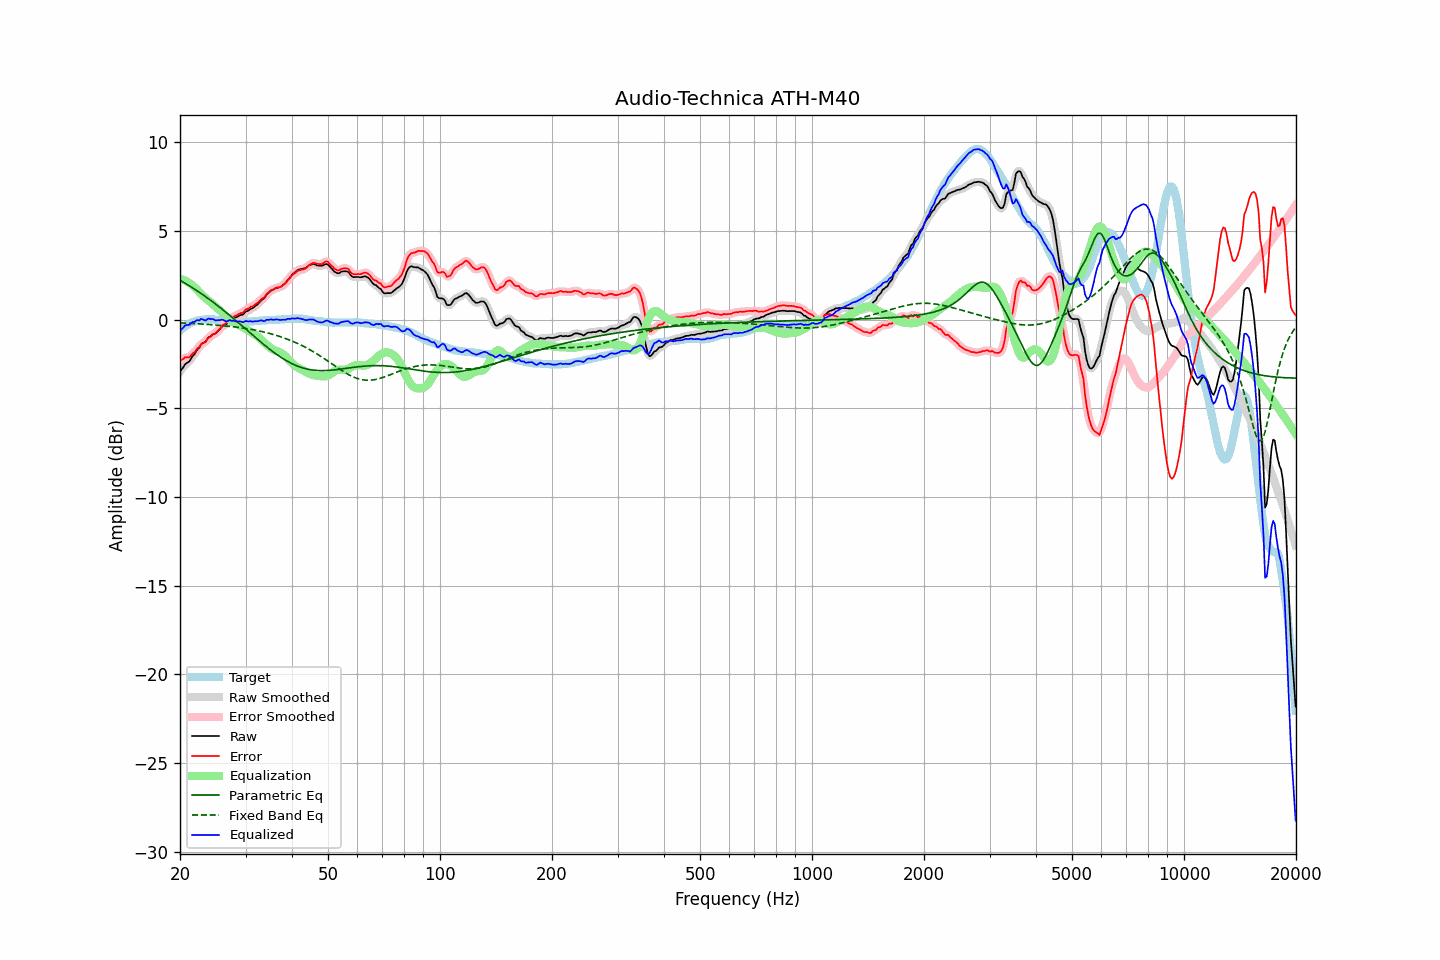 Audio-Technica ATH-M40
10
5
0
−5
−10
−15
−20
−25
−30
Amplitude (dBr)
Target
Raw Smoothed
Error Smoothed
Raw
Error
Equalization
Parametric Eq
Fixed Band Eq
Equalized
20 50 100 200 500 1000 2000 5000 10000 20000
Frequency (Hz)